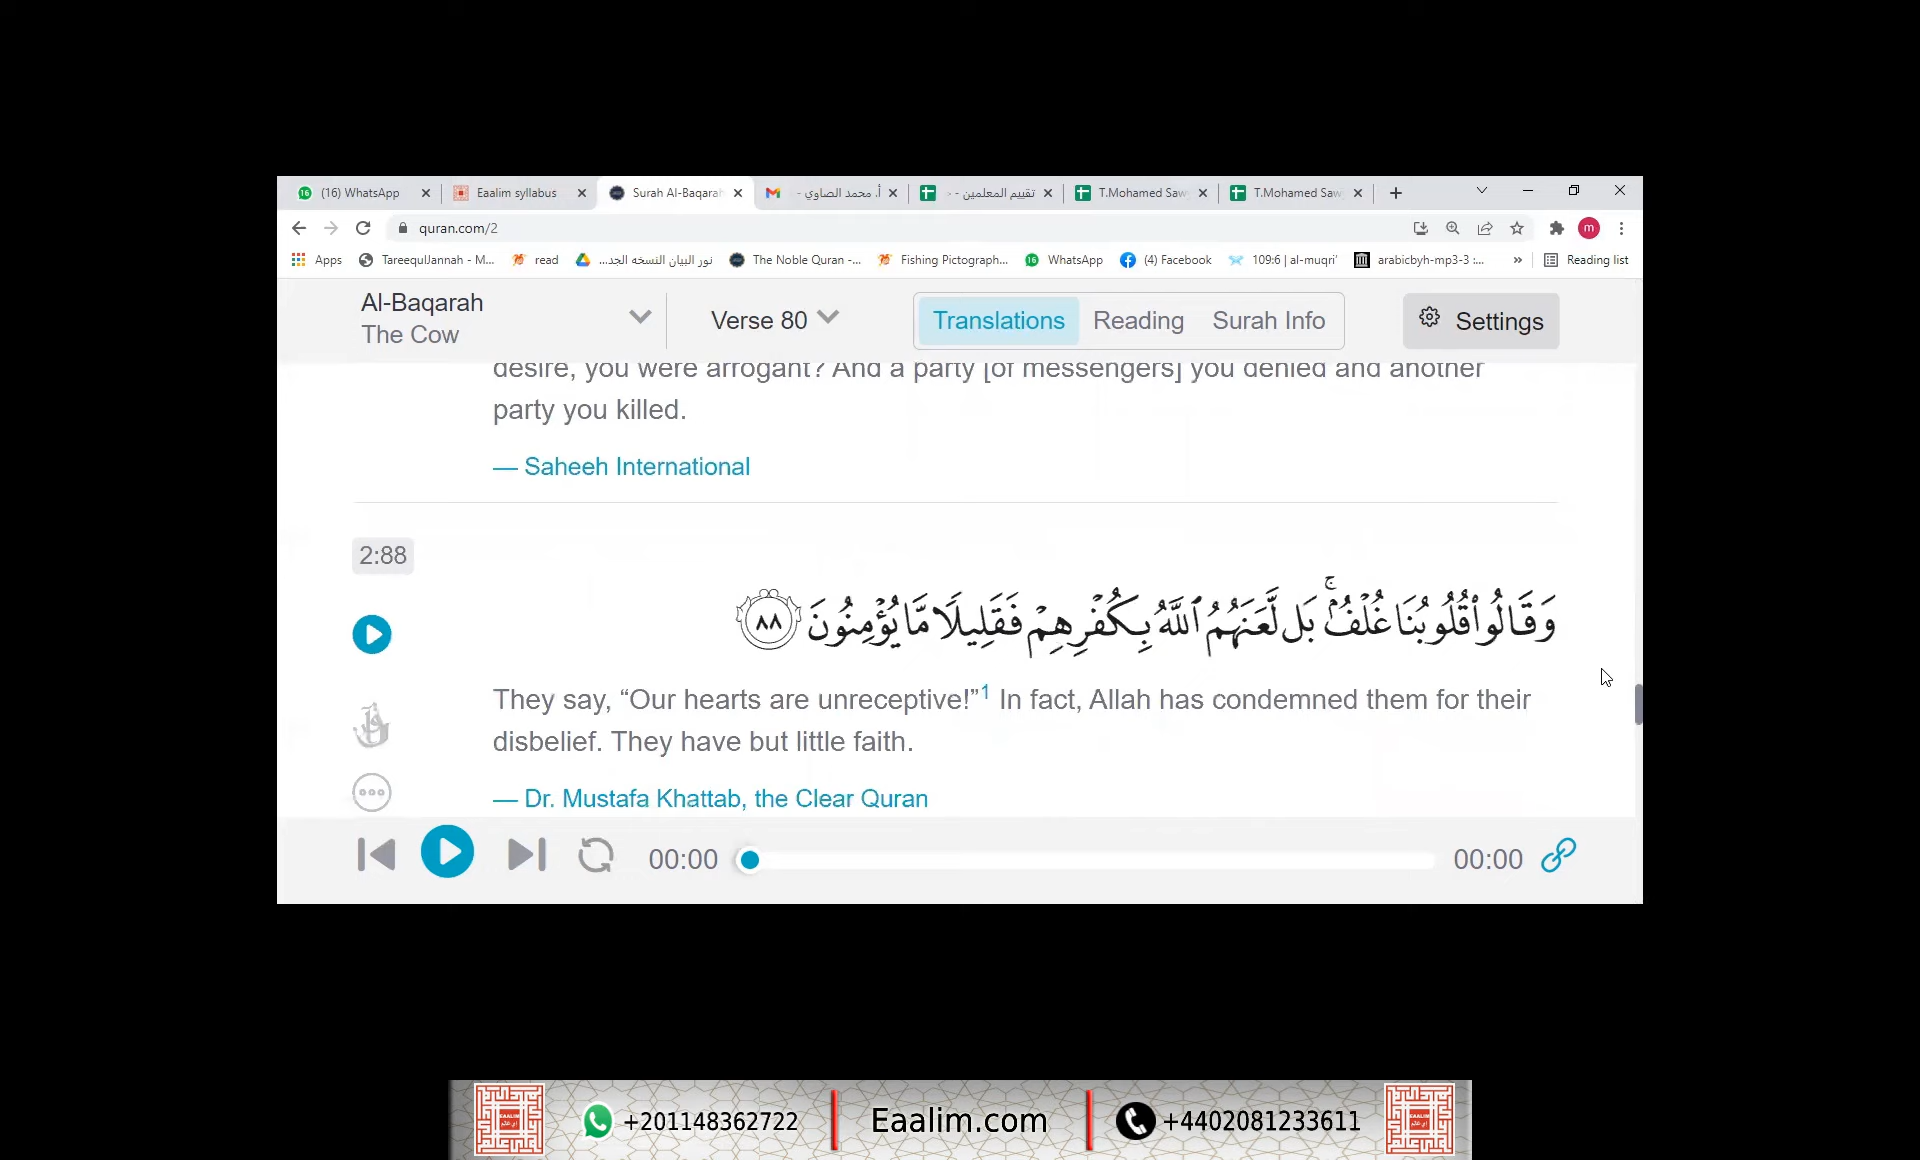 (16) WhatsApp
Eaalim syllabus
Surah Al-Baqarah
أ. محمد الصاوي -
تقييم المعلمين -
T.Mohamed Saw
T.Mohamed Saw
quran.com/2
Apps
TareequlJannah - M...
read
نور البيان النسخه الجد...
The Noble Quran -...
Fishing Pictograph...
WhatsApp
(4) Facebook
109:6 | al-muqri'
arabicbyh-mp3-3 :...
»
Reading list
Al-Baqarah
The Cow
Verse 80
Translations
Reading
Surah Info
Settings
desire, you were arrogant? And a party [of messengers] you denied and another
party you killed.
— Saheeh International
2:88
وَقَالُوا۟ قُلُوبُنَا غُلْفٌۢ ۚ بَل لَّعَنَهُمُ ٱللَّهُ بِكُفْرِهِمْ فَقَلِيلًا مَّا يُؤْمِنُونَ ٨٨
They say, “Our hearts are unreceptive!”1 In fact, Allah has condemned them for their
disbelief. They have but little faith.
— Dr. Mustafa Khattab, the Clear Quran
00:00
00:00
+201148362722
Eaalim.com
+4402081233611